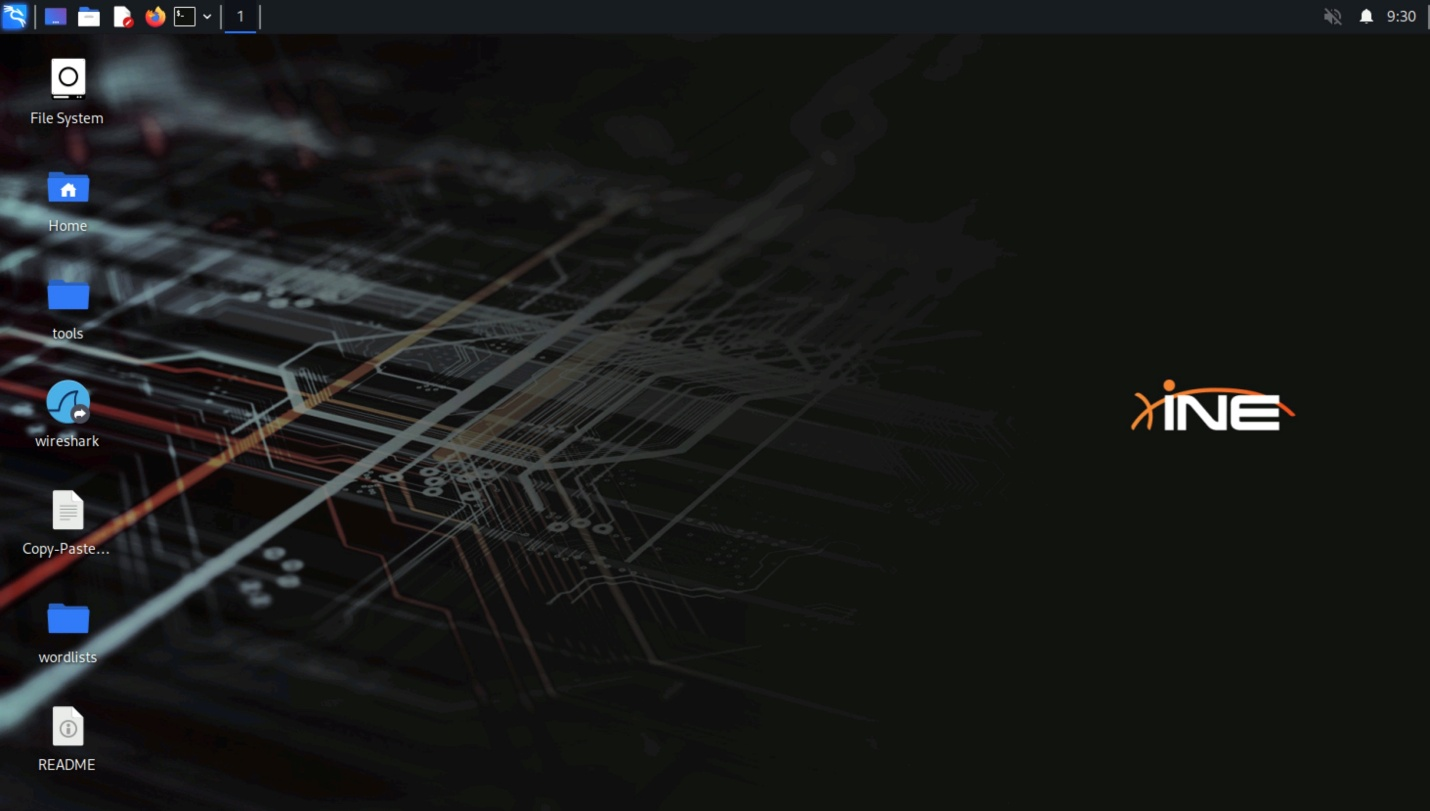 1
9:30
File System
Home
tools
wireshark
Copy-Paste...
wordlists
README
INE